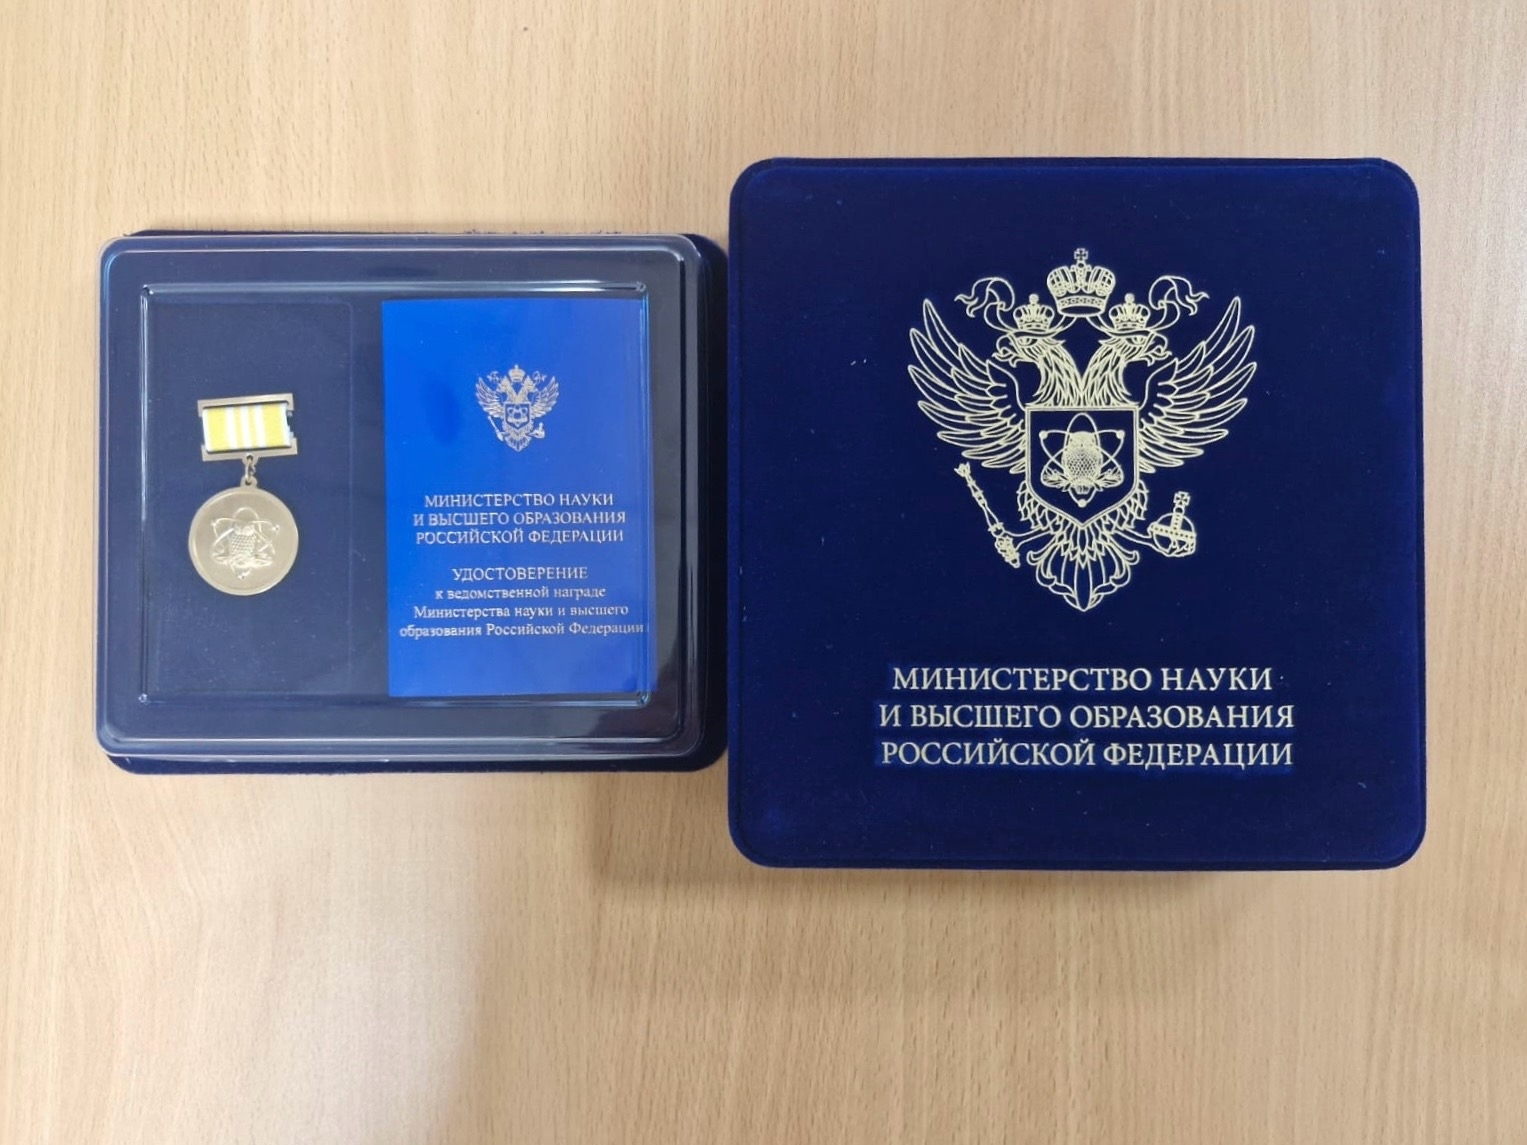 МИНИСТЕРСТВО НАУКИ
И ВЫСШЕГО ОБРАЗОВАНИЯ
РОССИЙСКОЙ ФЕДЕРАЦИИ
УДОСТОВЕРЕНИЕ
к ведомственной награде
Министерства науки и высшего
образования Российской Федерации
МИНИСТЕРСТВО НАУКИ
И ВЫСШЕГО ОБРАЗОВАНИЯ
РОССИЙСКОЙ ФЕДЕРАЦИИ